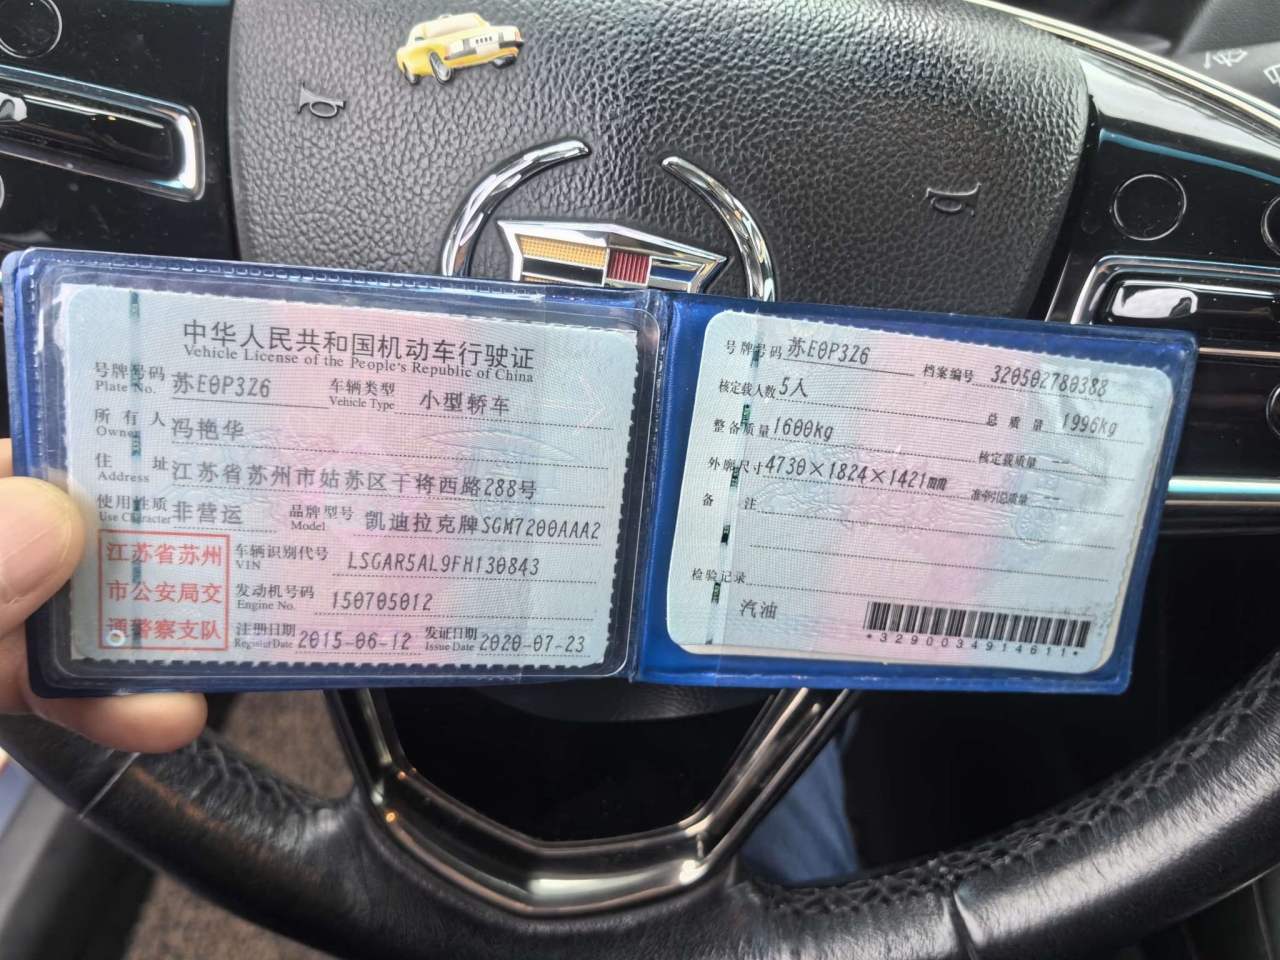 中华人民共和国机动车行驶证
Vehicle License of the People's Republic of China
号牌号码 苏E0P3Z6 车辆类型 小型轿车
Plate No. Vehicle Type
所有人 冯艳华
Owner
住址 江苏省苏州市姑苏区干将西路288号
Address
使用性质 非营运 品牌型号 凯迪拉克牌SGM7200AAA2
Use Character Model
江苏省苏州
市公安局交
通警察支队
车辆识别代号 LSGAR5AL9FH130843
VIN
发动机号码 150705012
Engine No.
注册日期 2015-06-12 发证日期 2020-07-23
Register Date Issue Date
号牌号码 苏E0P3Z6 档案编号 320502780388
核定载人数 5人 总质量 1996kg
整备质量 1600kg 核定载质量 --
外廓尺寸 4730×1824×1421mm 准牵引总质量 --
备注
检验记录
汽油
*3290034914611*